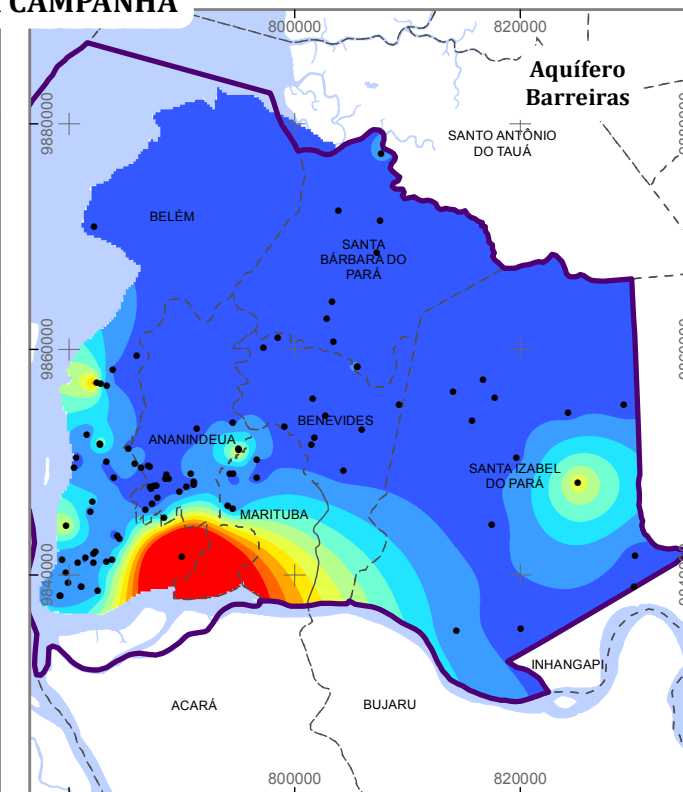 CAMPANHA
800000
820000
Aquífero
Barreiras
9880000
SANTO ANTÔNIO
DO TAUÁ
BELÉM
SANTA
BÁRBARA DO
PARÁ
9860000
BENEVIDES
ANANINDEUA
SANTA IZABEL
DO PARÁ
MARITUBA
9840000
INHANGAPI
ACARÁ
BUJARU
800000
820000